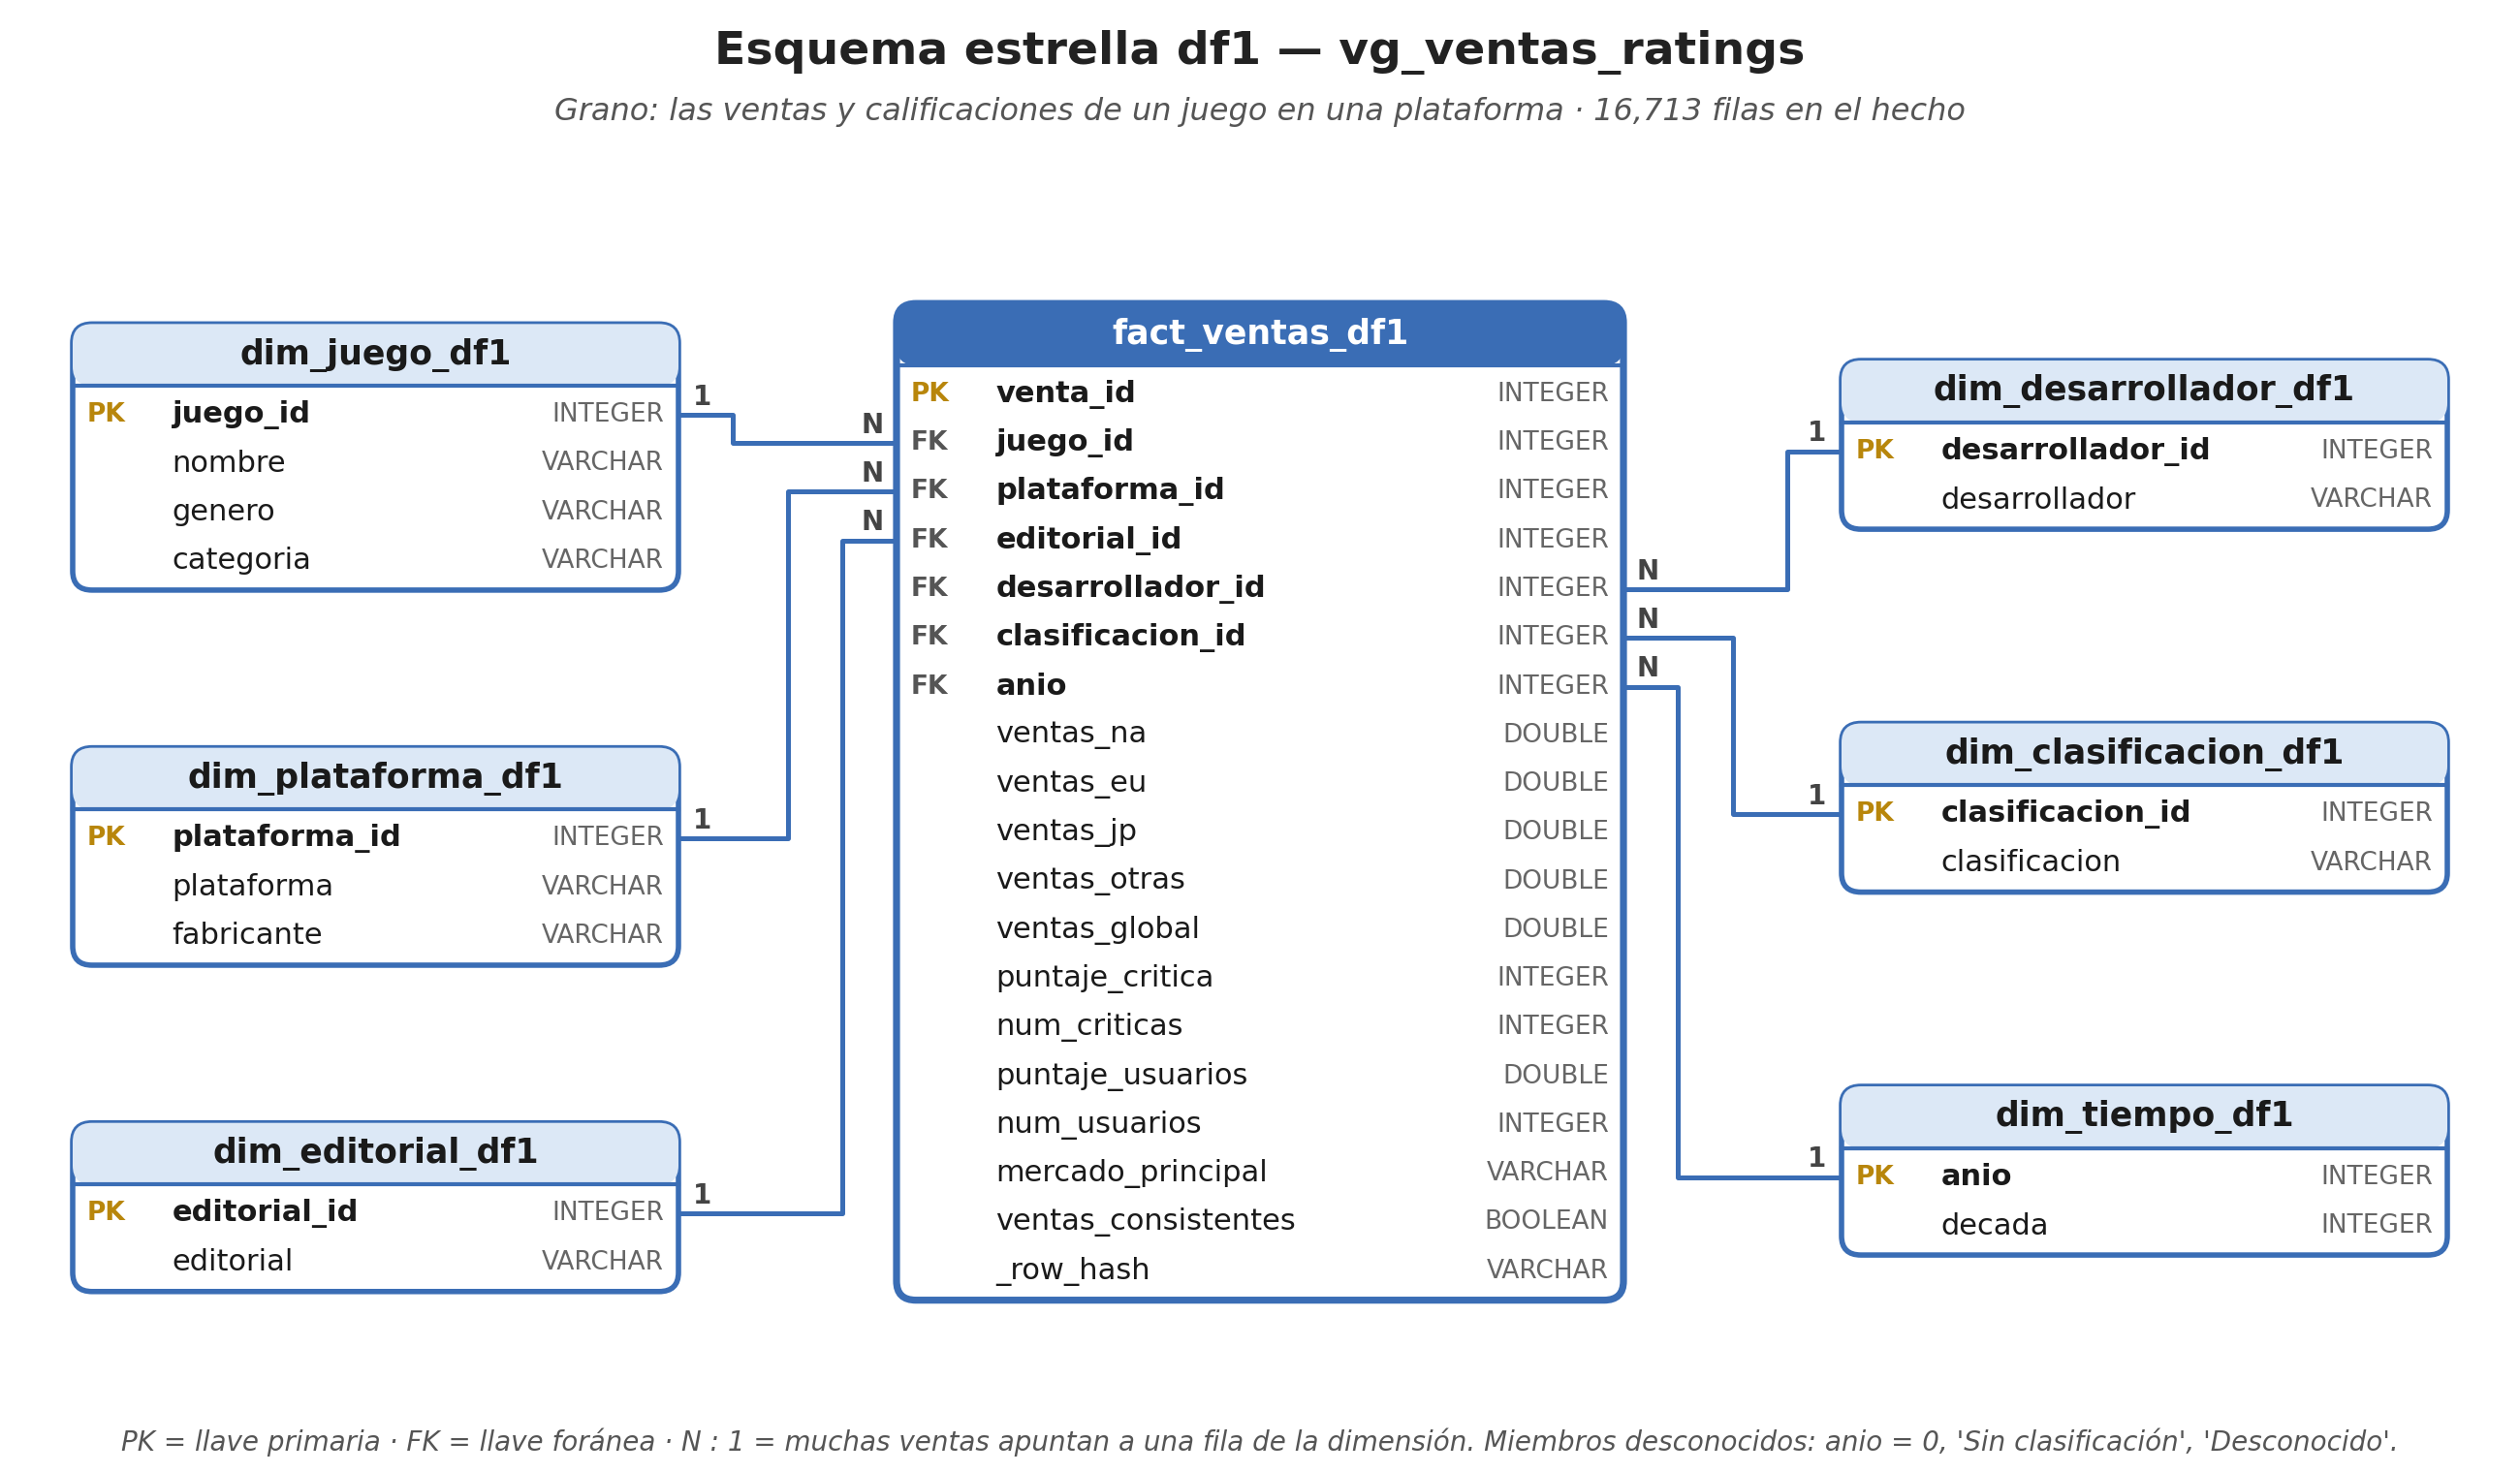 Esquema estrella df1 — vg_ventas_ratings
Grano: las ventas y calificaciones de un juego en una plataforma · 16,713 filas en el hecho
dim_juego_df1
PK juego_id INTEGER
nombre VARCHAR
genero VARCHAR
categoria VARCHAR
1
N
dim_plataforma_df1
PK plataforma_id INTEGER
plataforma VARCHAR
fabricante VARCHAR
1
N
dim_editorial_df1
PK editorial_id INTEGER
editorial VARCHAR
1
N
fact_ventas_df1
PK venta_id INTEGER
FK juego_id INTEGER
FK plataforma_id INTEGER
FK editorial_id INTEGER
FK desarrollador_id INTEGER
FK clasificacion_id INTEGER
FK anio INTEGER
ventas_na DOUBLE
ventas_eu DOUBLE
ventas_jp DOUBLE
ventas_otras DOUBLE
ventas_global DOUBLE
puntaje_critica INTEGER
num_criticas INTEGER
puntaje_usuarios DOUBLE
num_usuarios INTEGER
mercado_principal VARCHAR
ventas_consistentes BOOLEAN
_row_hash VARCHAR
N
1
dim_desarrollador_df1
PK desarrollador_id INTEGER
desarrollador VARCHAR
N
1
dim_clasificacion_df1
PK clasificacion_id INTEGER
clasificacion VARCHAR
N
1
dim_tiempo_df1
PK anio INTEGER
decada INTEGER
PK = llave primaria · FK = llave foránea · N : 1 = muchas ventas apuntan a una fila de la dimensión. Miembros desconocidos: anio = 0, 'Sin clasificación', 'Desconocido'.